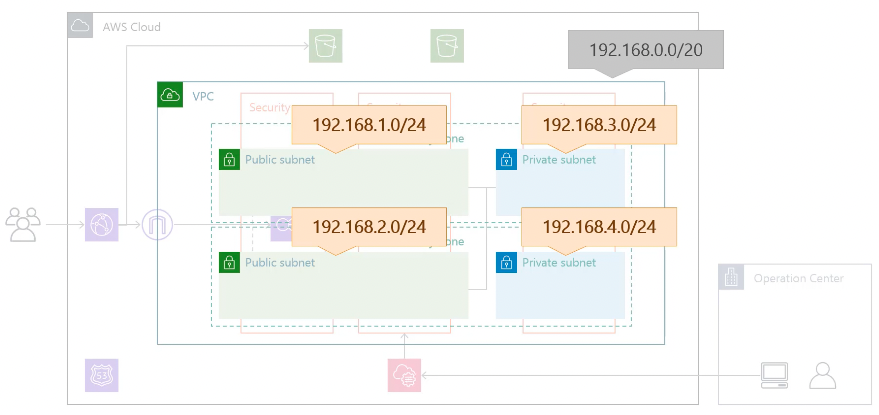 AWS Cloud
192.168.0.0/20
VPC
Security
192.168.1.0/24
192.168.3.0/24
Public subnet
Private subnet
192.168.2.0/24
192.168.4.0/24
Public subnet
Private subnet
Operation Center
53